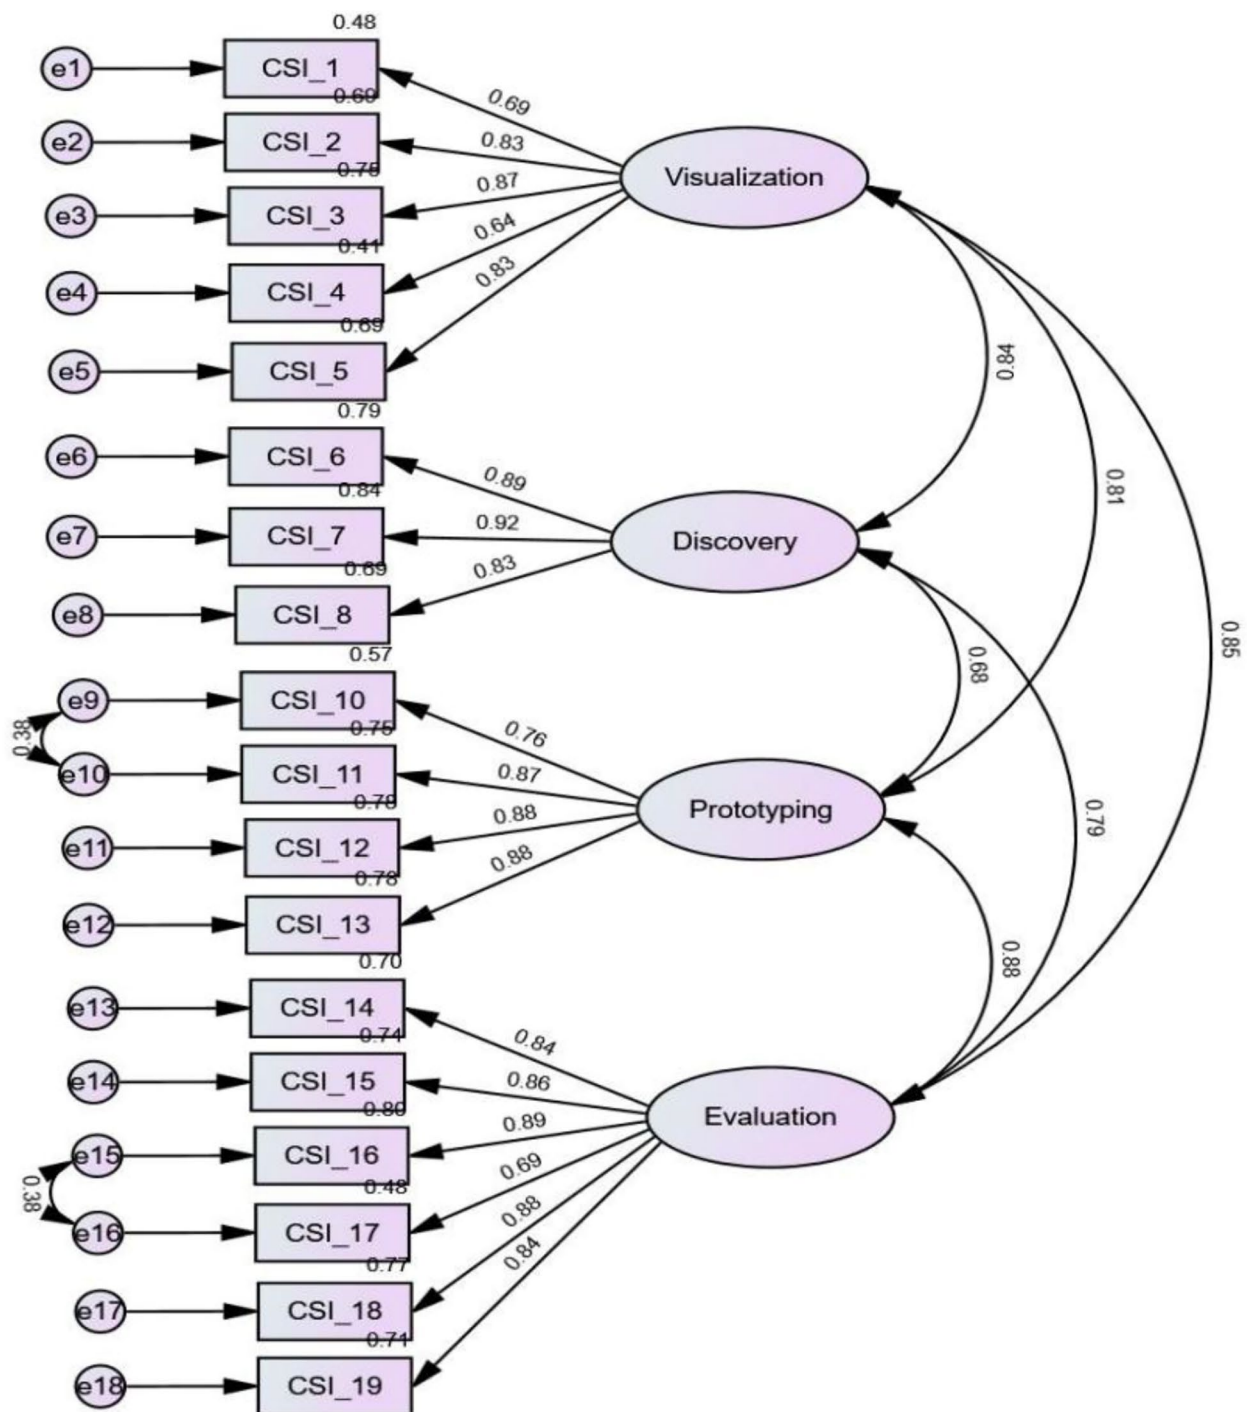 0.48
e1 CSI_1 0.69
0.69
e2 CSI_2 0.83
0.75
e3 CSI_3 0.87
0.41
e4 CSI_4 0.64
0.69
e5 CSI_5 0.83
Visualization
0.84
0.81
0.85
0.79
e6 CSI_6 0.89
0.84
e7 CSI_7 0.92
0.69
e8 CSI_8 0.83
Discovery
0.68
0.79
0.57
e9 CSI_10 0.76
0.38
0.75
e10 CSI_11 0.87
0.78
e11 CSI_12 0.88
0.78
e12 CSI_13 0.88
Prototyping
0.88
0.70
e13 CSI_14 0.84
0.74
e14 CSI_15 0.86
0.80
e15 CSI_16 0.89
0.38
0.48
e16 CSI_17 0.69
0.77
e17 CSI_18 0.88
0.71
e18 CSI_19 0.84
Evaluation